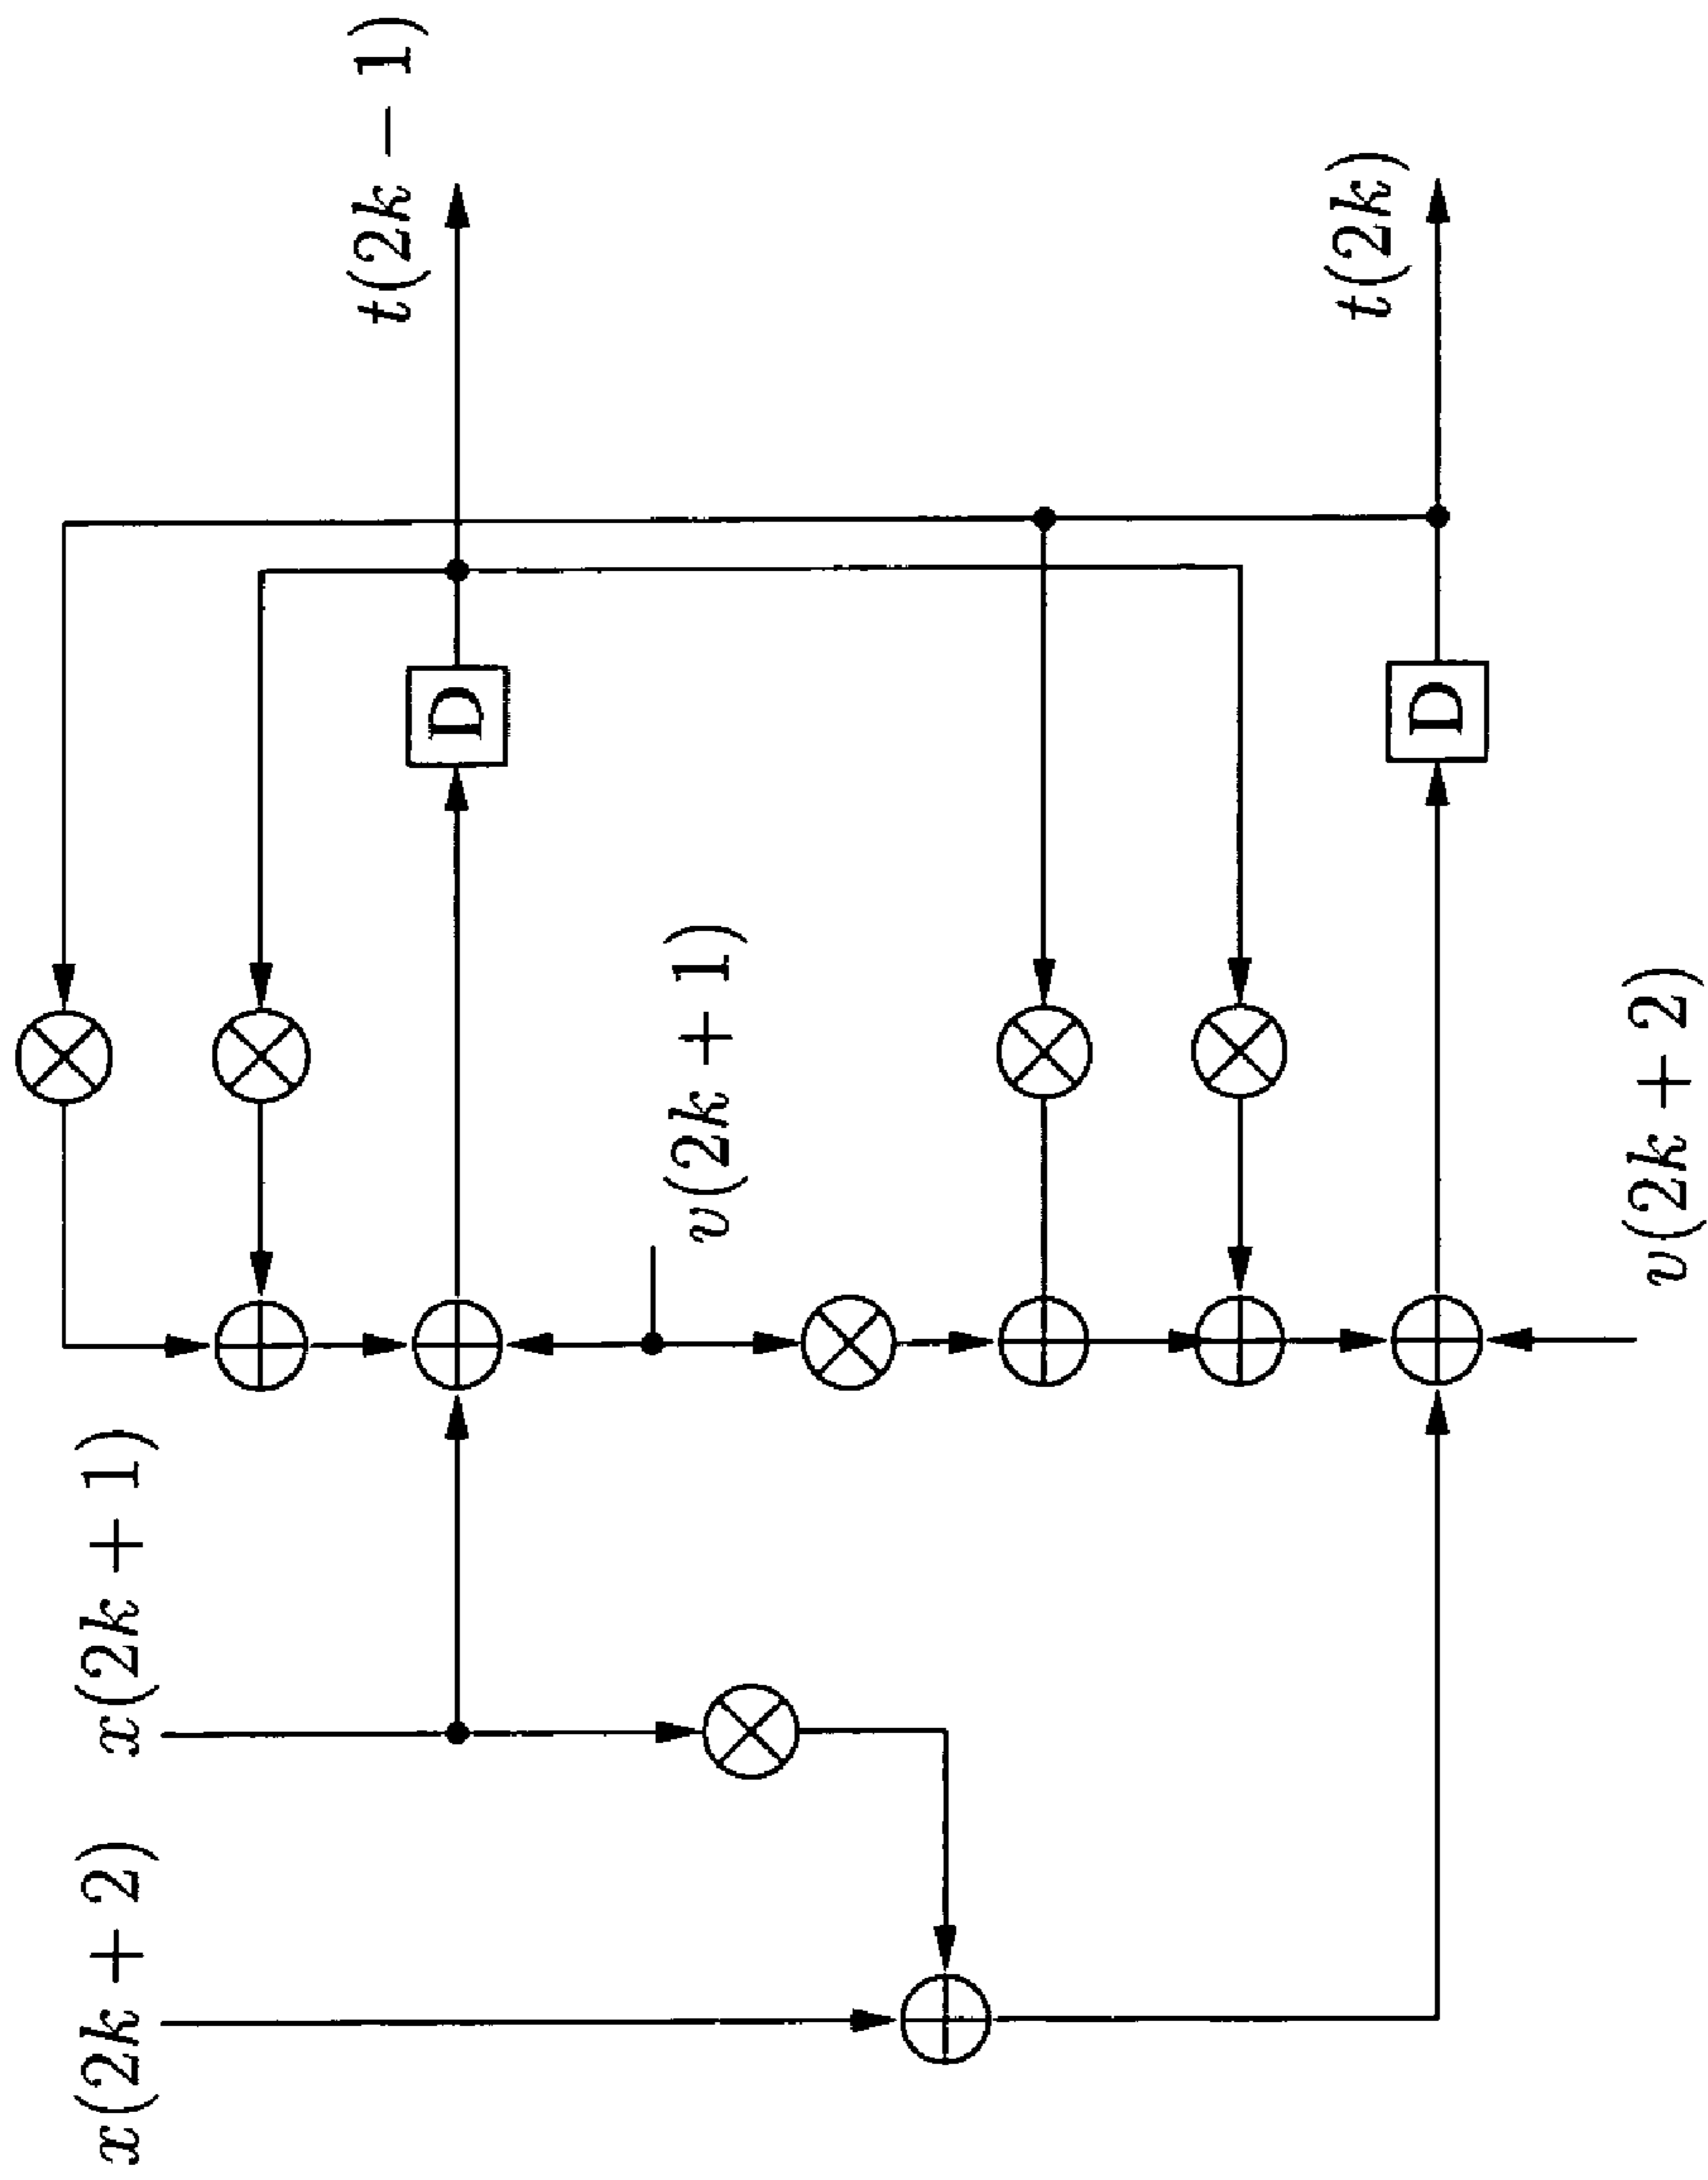 x(2k + 2)
x(2k + 1)
t(2k − 1)
D
v(2k + 1)
D
t(2k)
v(2k + 2)